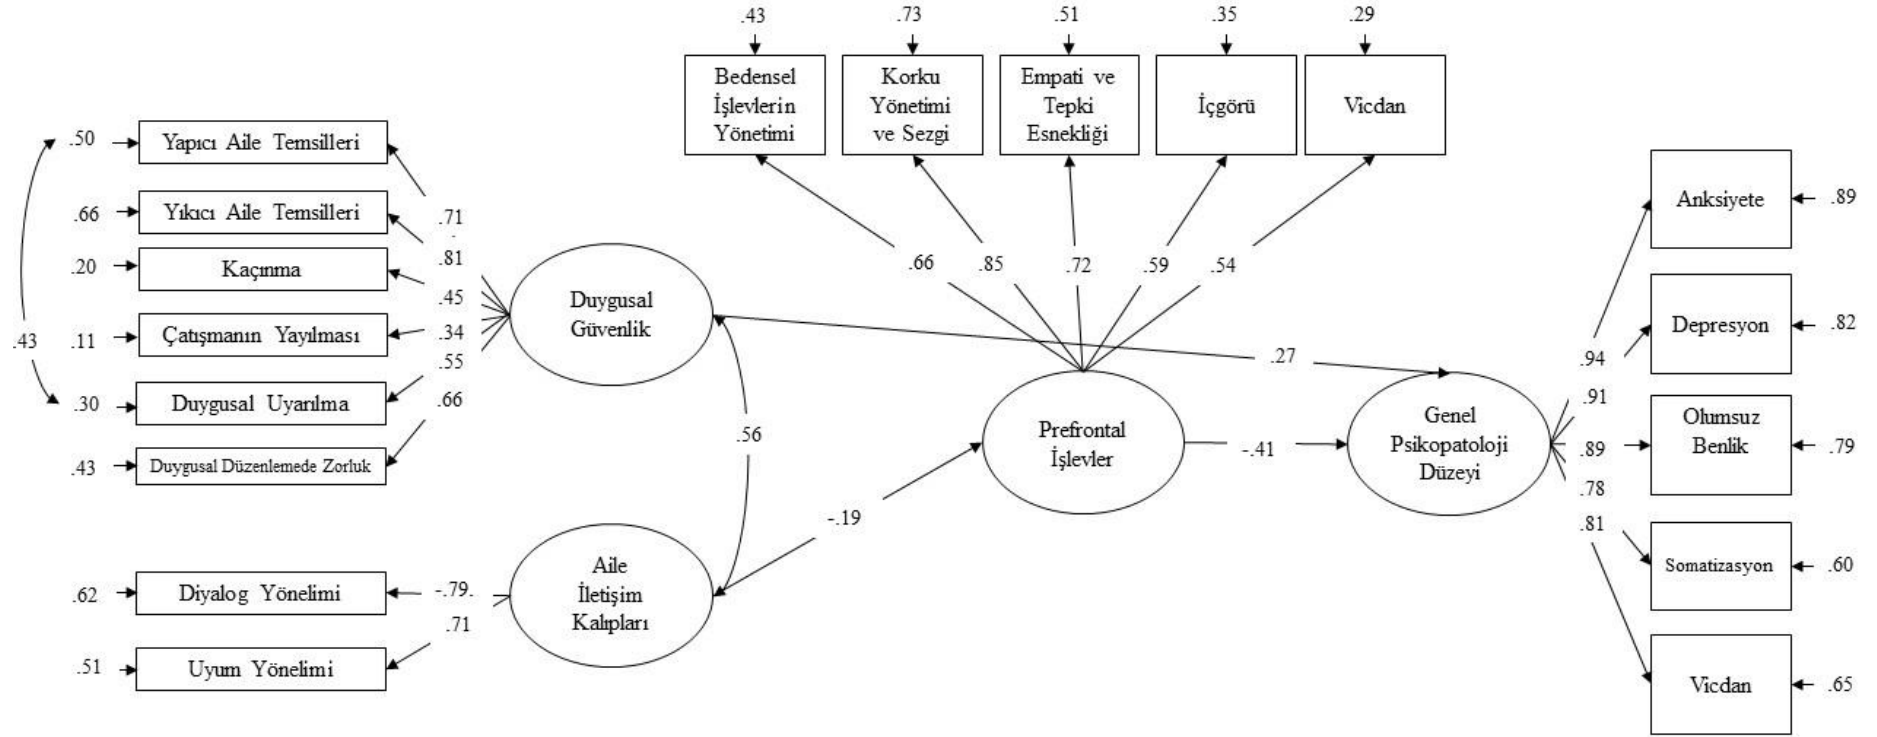 .43
.73
.51
.35
.29
Bedensel
İşlevlerin
Yönetimi
Korku
Yönetimi
ve Sezgi
Empati ve
Tepki
Esnekliği
İçgörü
Vicdan
.50
Yapıcı Aile Temsilleri
.66
Yıkıcı Aile Temsilleri
.20
Kaçınma
.43
.11
Çatışmanın Yayılması
.30
Duygusal Uyarılma
.43
Duygusal Düzenlemede Zorluk
.71
.81
.45
.34
.55
.66
Duygusal
Güvenlik
.66
.85
.72
.59
.54
.27
.56
-.19
Prefrontal
İşlevler
-.41
Genel
Psikopatoloji
Düzeyi
.94
.91
.89
.78
.81
Anksiyete
.89
Depresyon
.82
Olumsuz
Benlik
.79
Somatizasyon
.60
Vicdan
.65
.62
Diyalog Yönelimi
-.79.
.51
Uyum Yönelimi
.71
Aile
İletişim
Kalıpları